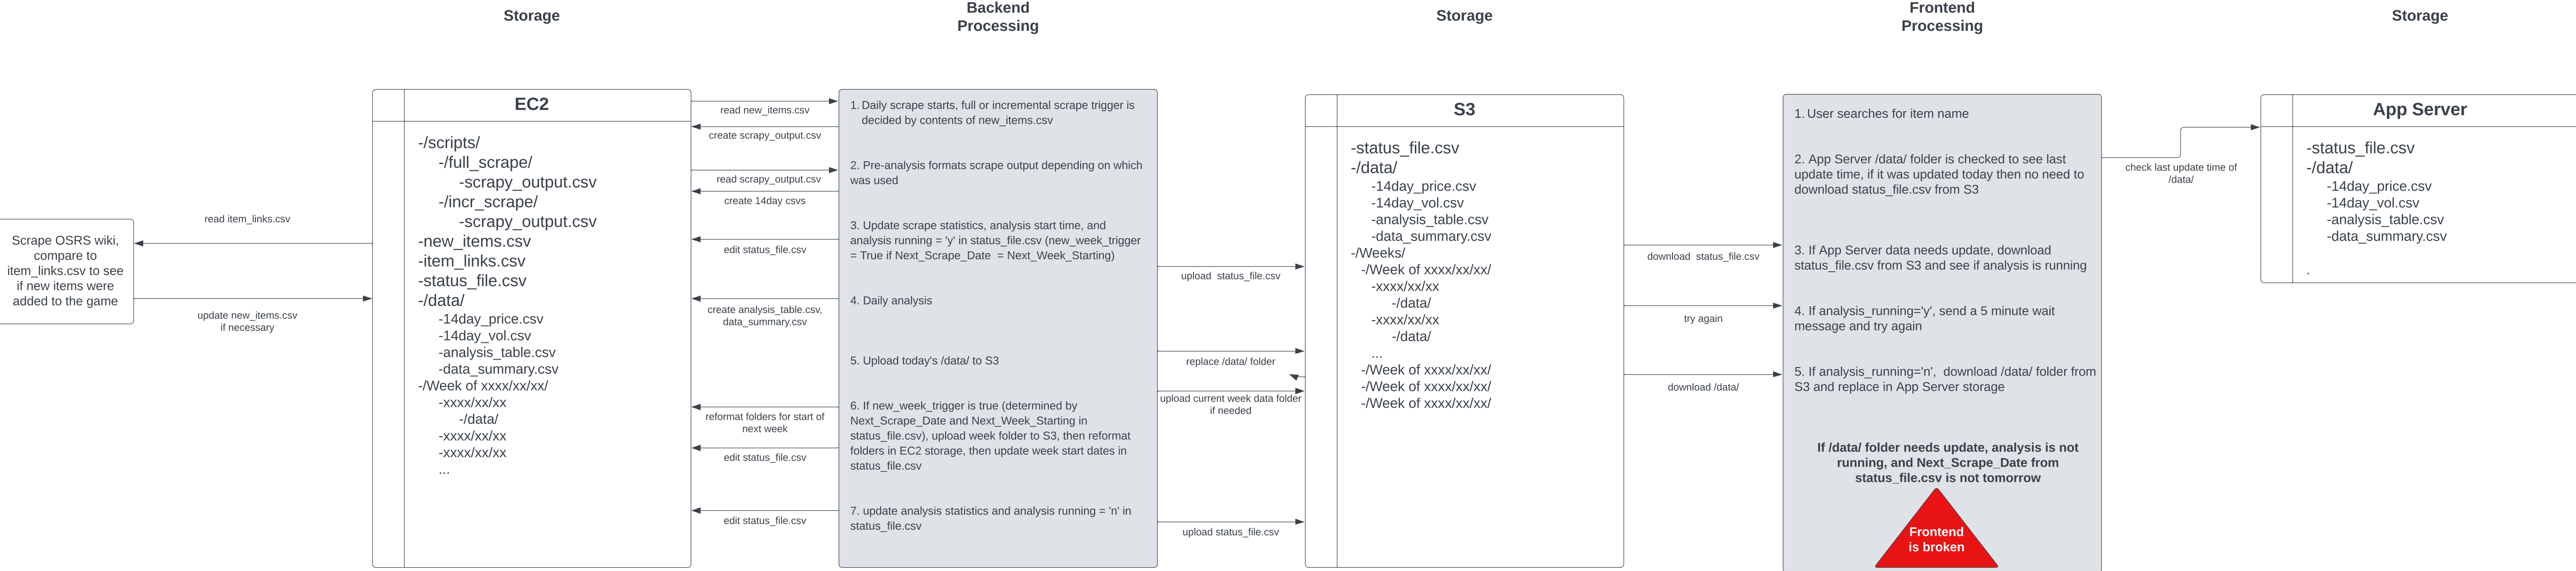 Storage
Backend
Processing
Storage
Frontend
Processing
Storage
Scrape OSRS wiki,
compare to
item_links.csv to see
if new items were
added to the game
read item_links.csv
update new_items.csv
if necessary
EC2
-/scripts/
-/full_scrape/
-scrapy_output.csv
-/incr_scrape/
-scrapy_output.csv
-new_items.csv
-item_links.csv
-status_file.csv
-/data/
-14day_price.csv
-14day_vol.csv
-analysis_table.csv
-data_summary.csv
-/Week of xxxx/xx/xx/
-xxxx/xx/xx
-/data/
-xxxx/xx/xx
-xxxx/xx/xx
...
read new_items.csv
create scrapy_output.csv
read scrapy_output.csv
create 14day csvs
edit status_file.csv
create analysis_table.csv,
data_summary.csv
reformat folders for start of
next week
edit status_file.csv
edit status_file.csv
1. Daily scrape starts, full or incremental scrape trigger is
decided by contents of new_items.csv
2. Pre-analysis formats scrape output depending on which
was used
3. Update scrape statistics, analysis start time, and
analysis running = 'y' in status_file.csv (new_week_trigger
= True if Next_Scrape_Date  = Next_Week_Starting)
4. Daily analysis
5. Upload today's /data/ to S3
6. If new_week_trigger is true (determined by
Next_Scrape_Date and Next_Week_Starting in
status_file.csv), upload week folder to S3, then reformat
folders in EC2 storage, then update week start dates in
status_file.csv
7. update analysis statistics and analysis running = 'n' in
status_file.csv
upload  status_file.csv
replace /data/ folder
upload current week data folder
if needed
upload status_file.csv
S3
-status_file.csv
-/data/
-14day_price.csv
-14day_vol.csv
-analysis_table.csv
-data_summary.csv
-/Weeks/
-/Week of xxxx/xx/xx/
-xxxx/xx/xx
-/data/
-xxxx/xx/xx
-/data/
...
-/Week of xxxx/xx/xx/
-/Week of xxxx/xx/xx/
-/Week of xxxx/xx/xx/
download  status_file.csv
try again
download /data/
1. User searches for item name
2. App Server /data/ folder is checked to see last
update time, if it was updated today then no need to
download status_file.csv from S3
3. If App Server data needs update, download
status_file.csv from S3 and see if analysis is running
4. If analysis_running='y', send a 5 minute wait
message and try again
5. If analysis_running='n',  download /data/ folder from
S3 and replace in App Server storage
If /data/ folder needs update, analysis is not
running, and Next_Scrape_Date from
status_file.csv is not tomorrow
Frontend
is broken
check last update time of
/data/
App Server
-status_file.csv
-/data/
-14day_price.csv
-14day_vol.csv
-analysis_table.csv
-data_summary.csv
.